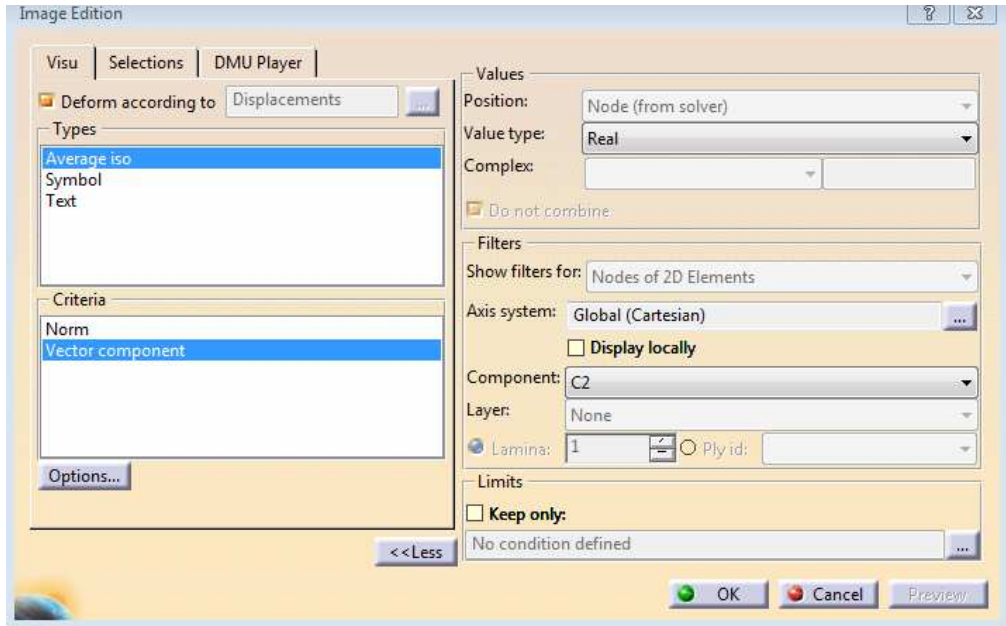 Image Edition
Visu Selections DMU Player
Deform according to Displacements ...
Types
Average iso
Symbol
Text
Criteria
Norm
Vector component
Options...
<<Less
Values
Position: Node (from solver)
Value type: Real
Complex:
Do not combine
Filters
Show filters for: Nodes of 2D Elements
Axis system: Global (Cartesian) ...
Display locally
Component: C2
Layer: None
Lamina: 1 Ply id:
Limits
Keep only:
No condition defined ...
OK Cancel Preview